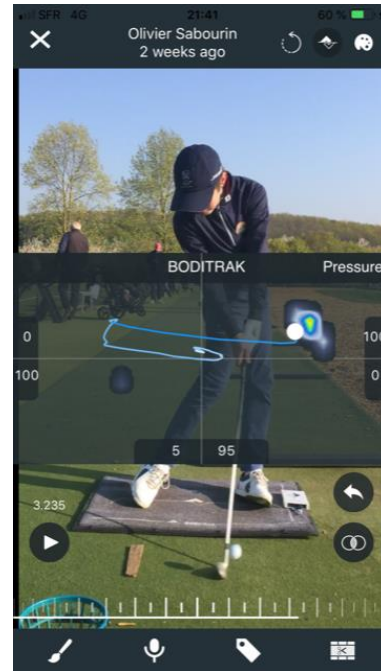 SFR 4G 21:41 60 %
Olivier Sabourin
2 weeks ago
BODITRAK Pressure
0 100
100 0
5 95
3.235